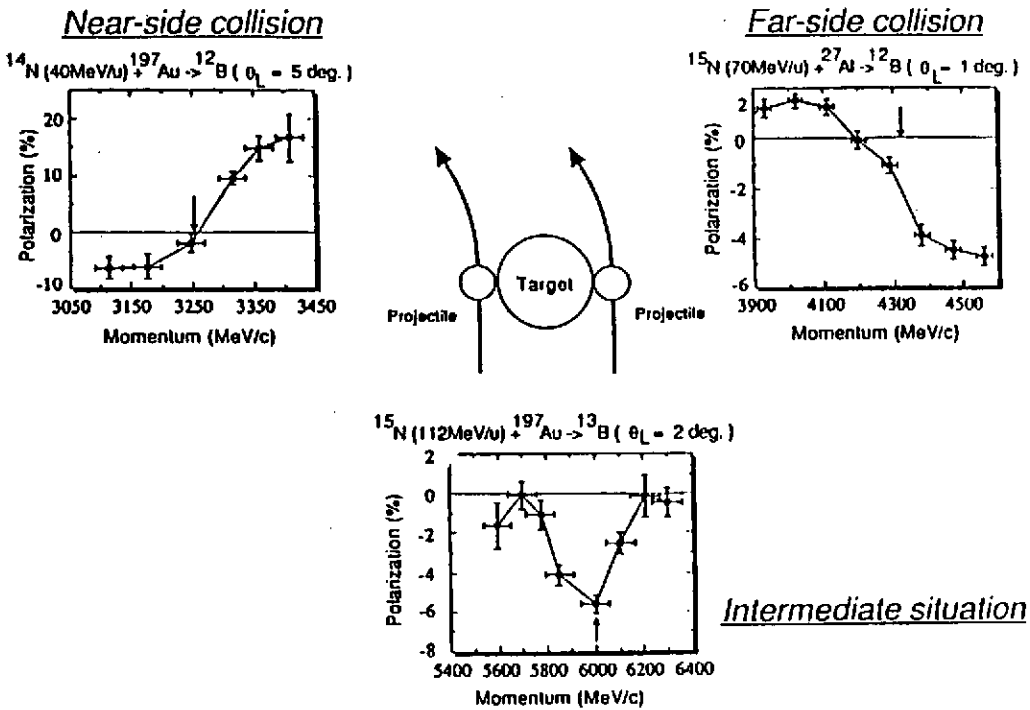 Near-side collision
¹⁴N (40MeV/u) + ¹⁹⁷Au -> ¹²B ( θL = 5 deg. )
20
10
0
-10
Polarization (%)
3050 3150 3250 3350 3450
Momentum (MeV/c)
Far-side collision
¹⁵N (70MeV/u) + ²⁷Al -> ¹²B ( θL = 1 deg. )
2
0
-2
-4
-6
Polarization (%)
3900 4100 4300 4500
Momentum (MeV/c)
Target
Projectile
Projectile
¹⁵N (112MeV/u) + ¹⁹⁷Au -> ¹³B ( θL = 2 deg. )
2
0
-2
-4
-6
-8
Polarization (%)
5400 5600 5800 6000 6200 6400
Momentum (MeV/c)
Intermediate situation